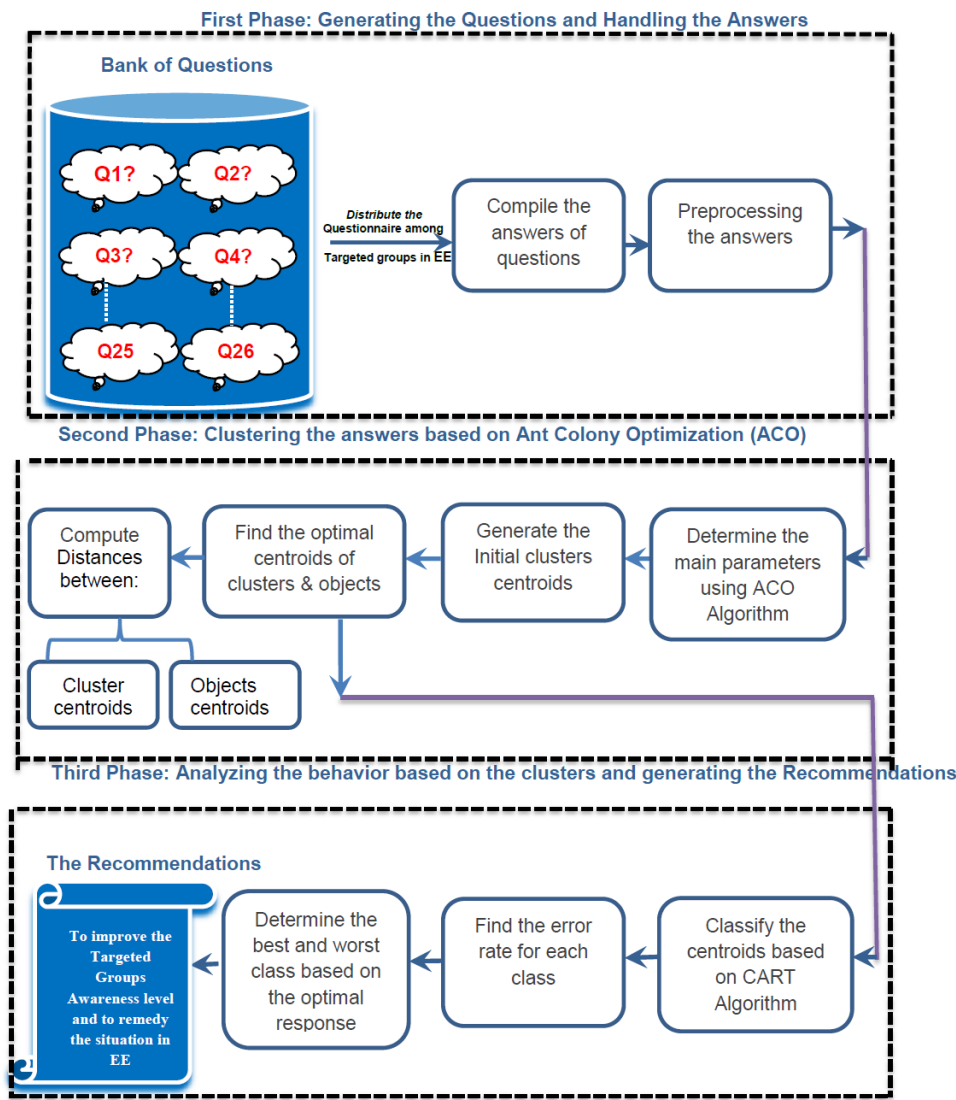 First Phase: Generating the Questions and Handling the Answers
Bank of Questions
Q1?
Q2?
Q3?
Q4?
Q25
Q26
Distribute the
Questionnaire among
Targeted groups in EE
Compile the
answers of
questions
Preprocessing
the answers
Second Phase: Clustering the answers based on Ant Colony Optimization (ACO)
Determine the
main parameters
using ACO
Algorithm
Generate the
Initial clusters
centroids
Find the optimal
centroids of
clusters & objects
Compute
Distances
between:
Cluster
centroids
Objects
centroids
Third Phase: Analyzing the behavior based on the clusters and generating the Recommendations
Classify the
centroids based
on CART
Algorithm
Find the error
rate for each
class
Determine the
best and worst
class based on
the optimal
response
The Recommendations
To improve the
Targeted
Groups
Awareness level
and to remedy
the situation in
EE